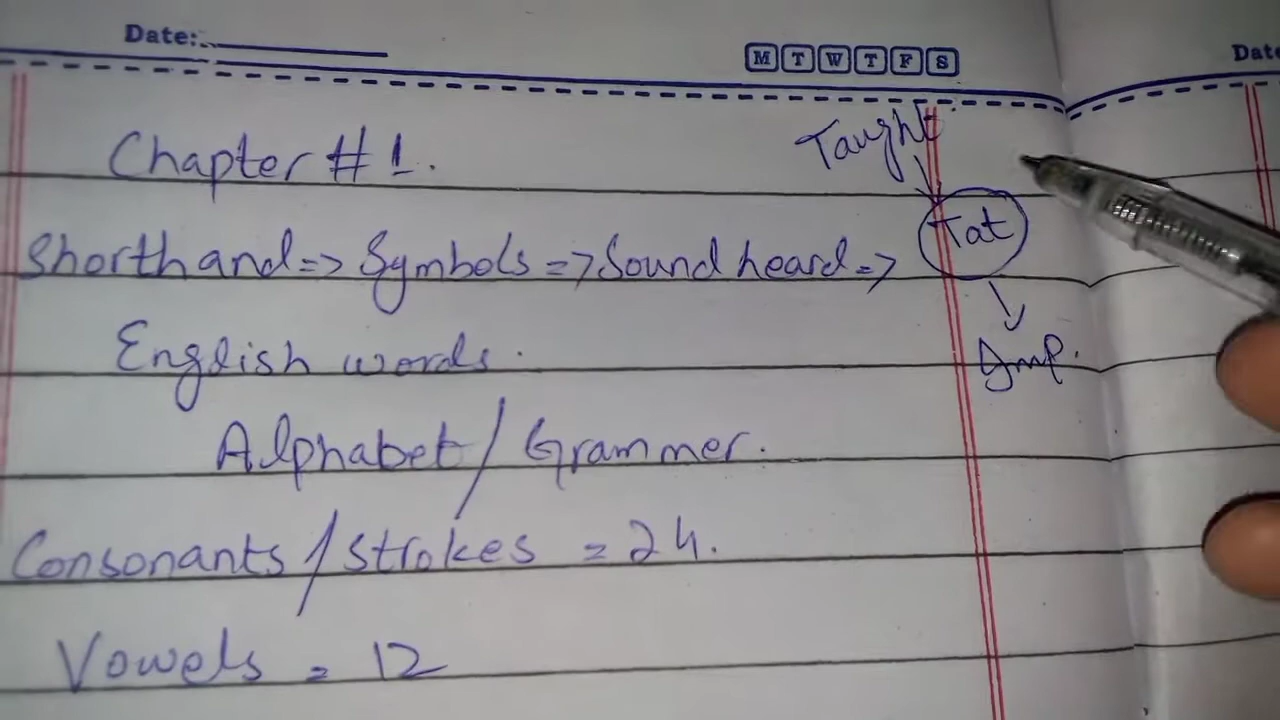 Date:
M T W T F S
Date
Chapter # 1.
Taught
Shorthand => Symbols => Sound heard => Tat
English words.
Imp.
Alphabet / Grammer.
Consonants / Strokes = 24.
Vowels = 12